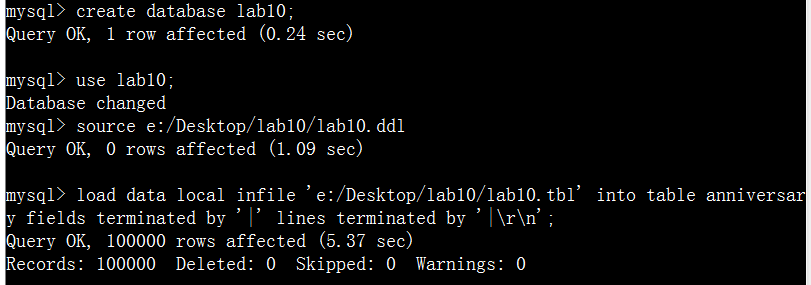 mysql> create database lab10;
Query OK, 1 row affected (0.24 sec)
mysql> use lab10;
Database changed
mysql> source e:/Desktop/lab10/lab10.ddl
Query OK, 0 rows affected (1.09 sec)
mysql> load data local infile 'e:/Desktop/lab10/lab10.tbl' into table anniversar
y fields terminated by '|' lines terminated by '|\r\n';
Query OK, 100000 rows affected (5.37 sec)
Records: 100000  Deleted: 0  Skipped: 0  Warnings: 0